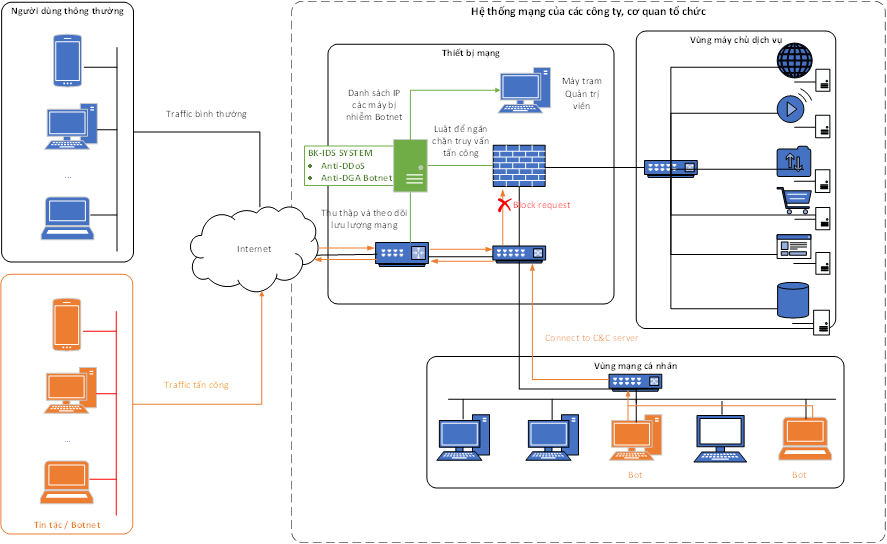 Người dùng thông thường
...
Traffic bình thường
Internet
Traffic tấn công
...
Tin tặc / Botnet
Hệ thống mạng của các công ty, cơ quan tổ chức
Thiết bị mạng
Danh sách IP
các máy bị
nhiễm Botnet
Máy trạm
Quản trị
viên
BK-IDS SYSTEM
• Anti-DDoS
• Anti-DGA Botnet
Luật để ngăn
chặn truy vấn
tấn công
Block request
Thu thập và theo dõi
lưu lượng mạng
Vùng máy chủ dịch vụ
Connect to C&C server
Vùng mạng cá nhân
Bot
Bot